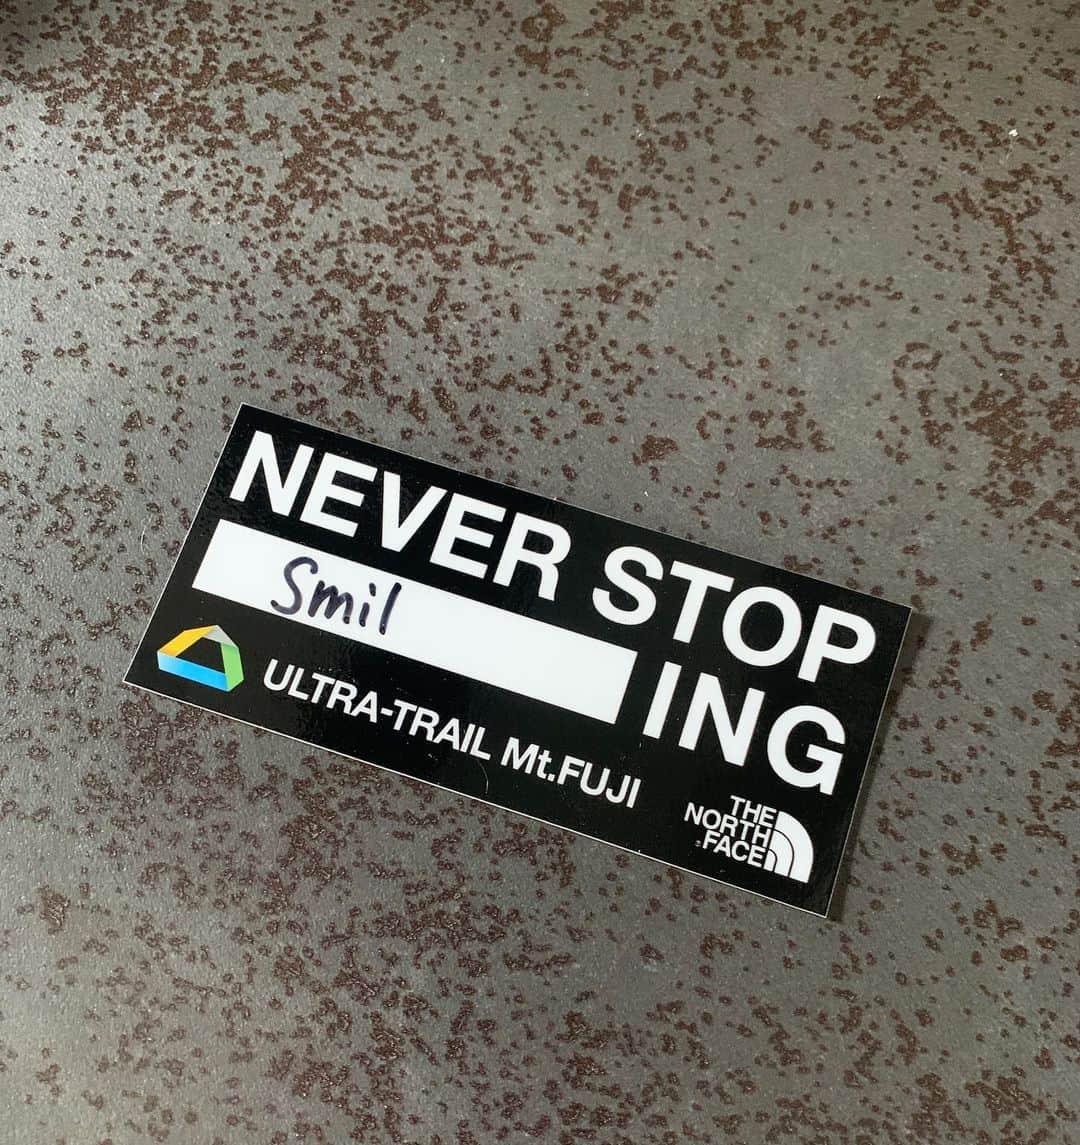 NEVER STOP
Smil ING
ULTRA-TRAIL Mt.FUJI
THE
NORTH
FACE